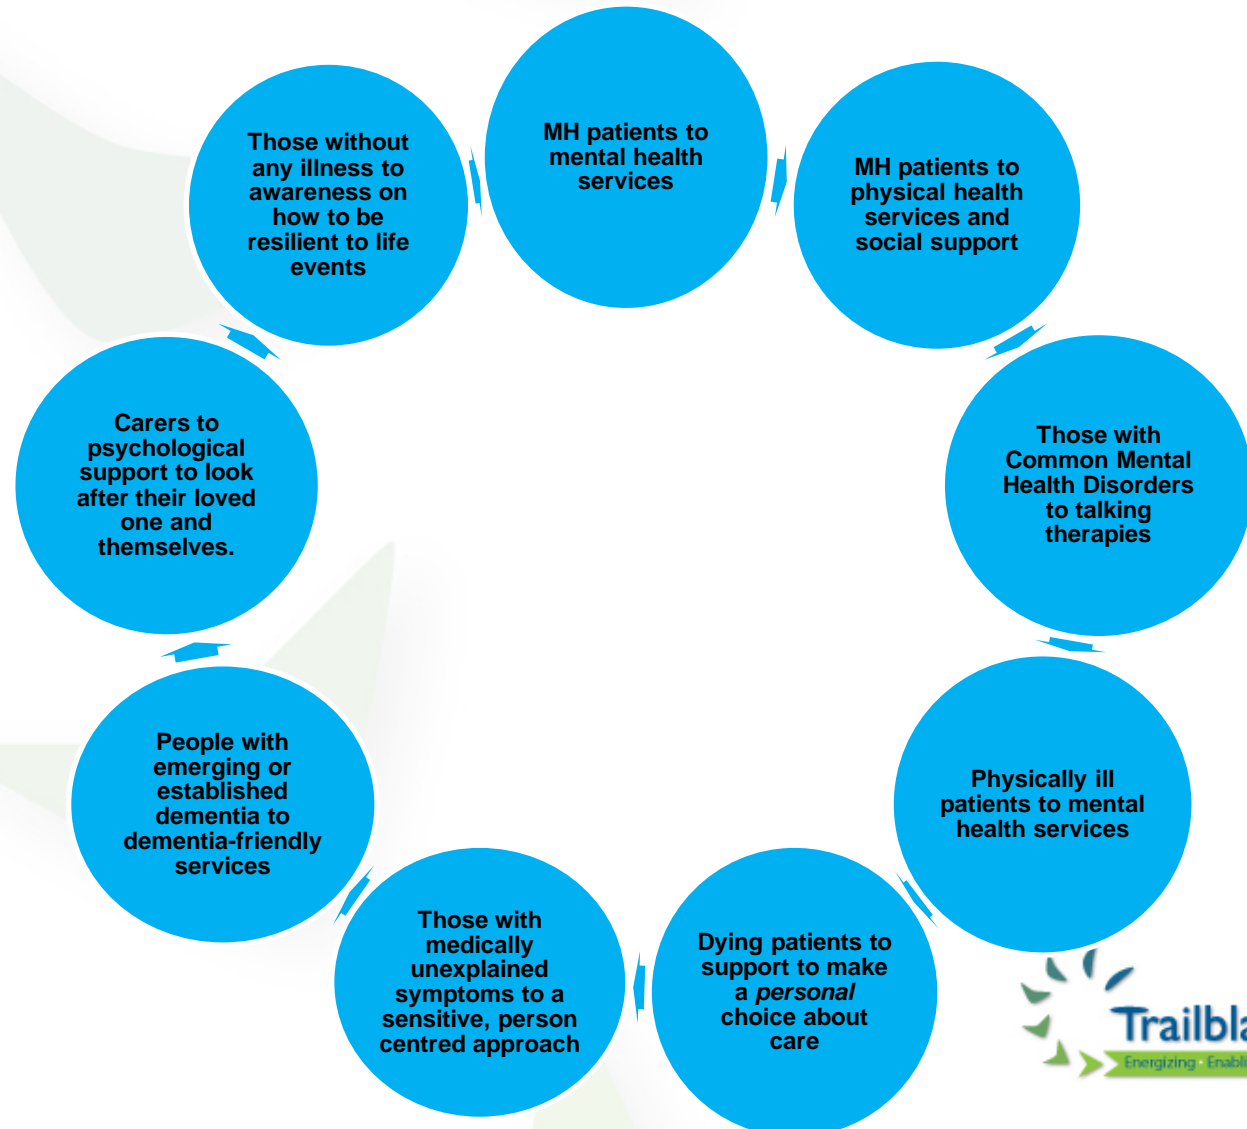 MH patients to
mental health
services
MH patients to
physical health
services and
social support
Those with
Common Mental
Health Disorders
to talking
therapies
Physically ill
patients to mental
health services
Dying patients to
support to make
a personal
choice about
care
Those with
medically
unexplained
symptoms to a
sensitive, person
centred approach
People with
emerging or
established
dementia to
dementia-friendly
services
Carers to
psychological
support to look
after their loved
one and
themselves.
Those without
any illness to
awareness on
how to be
resilient to life
events
Trailbla
Energizing · Enabli